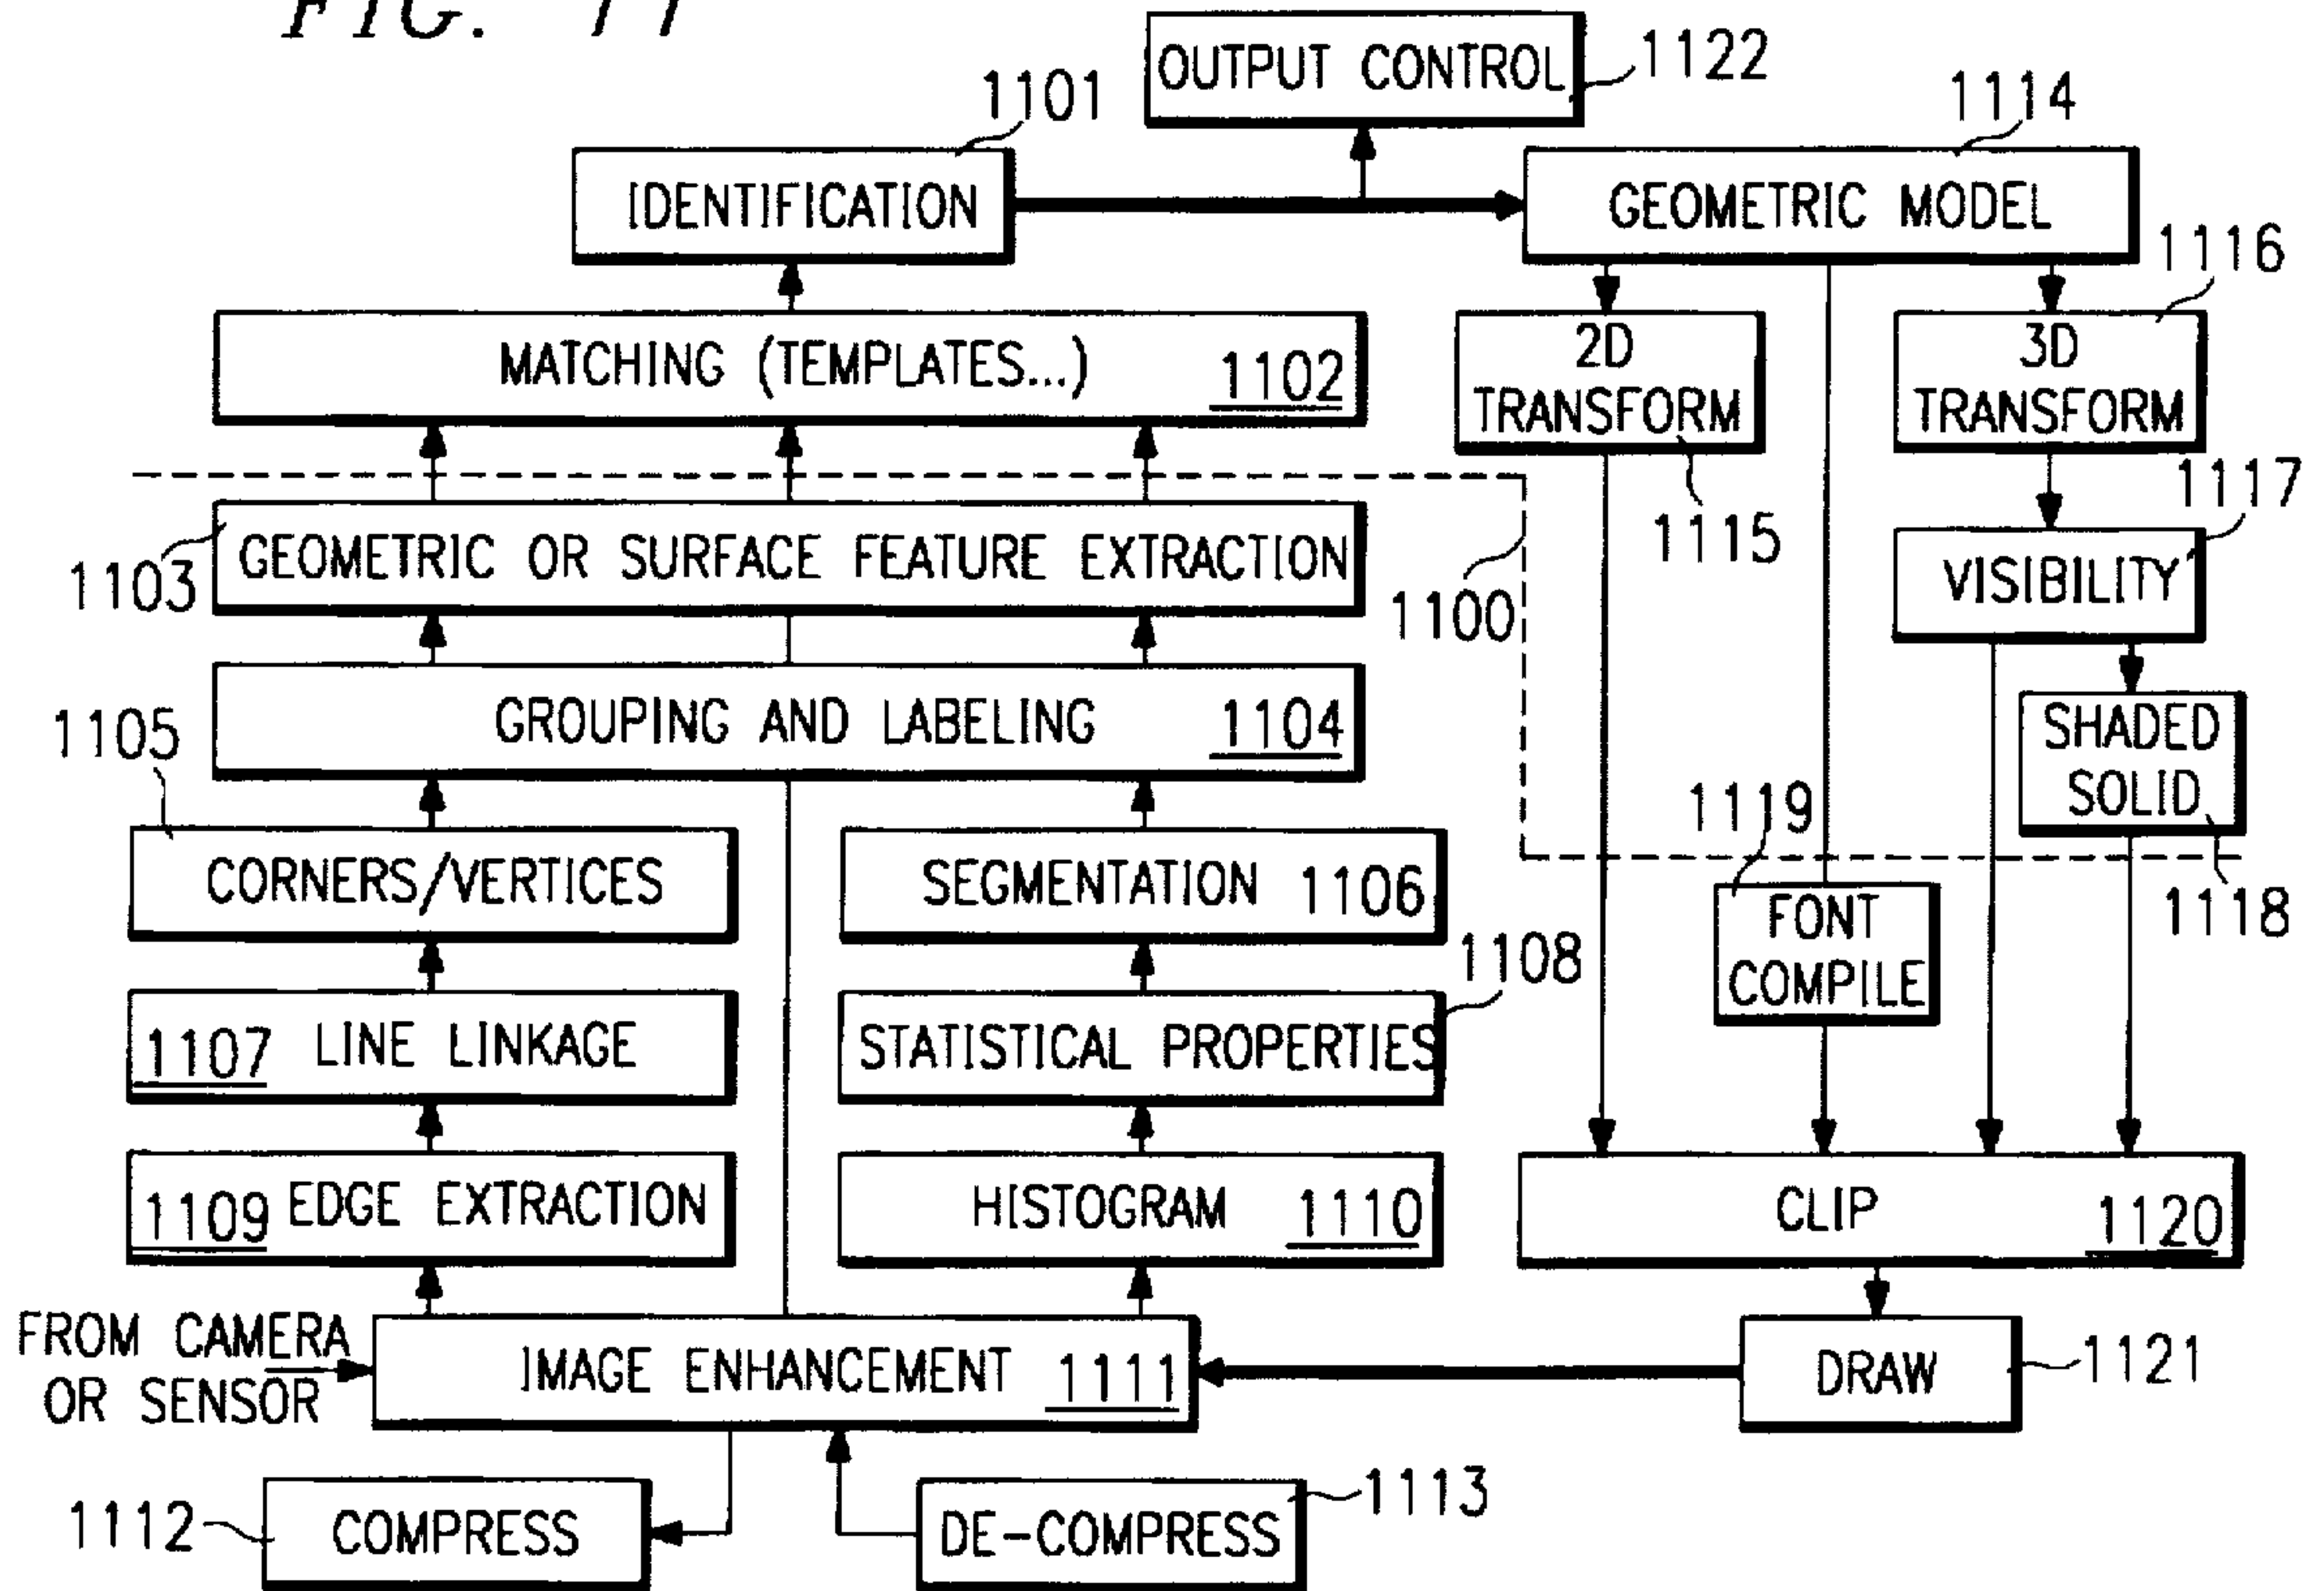 FIG. 11
OUTPUT CONTROL
1122
1101
1114
IDENTIFICATION
GEOMETRIC MODEL
1116
MATCHING (TEMPLATES...)
1102
2D
TRANSFORM
3D
TRANSFORM
1103
GEOMETRIC OR SURFACE FEATURE EXTRACTION
1100
1115
1117
VISIBILITY
1105
GROUPING AND LABELING
1104
SHADED
SOLID
1119
CORNERS/VERTICES
SEGMENTATION 1106
FONT
COMPILE
1118
1108
1107 LINE LINKAGE
STATISTICAL PROPERTIES
1109 EDGE EXTRACTION
HISTOGRAM 1110
CLIP 1120
FROM CAMERA
OR SENSOR
IMAGE ENHANCEMENT 1111
DRAW
1121
1112
COMPRESS
DE-COMPRESS
1113